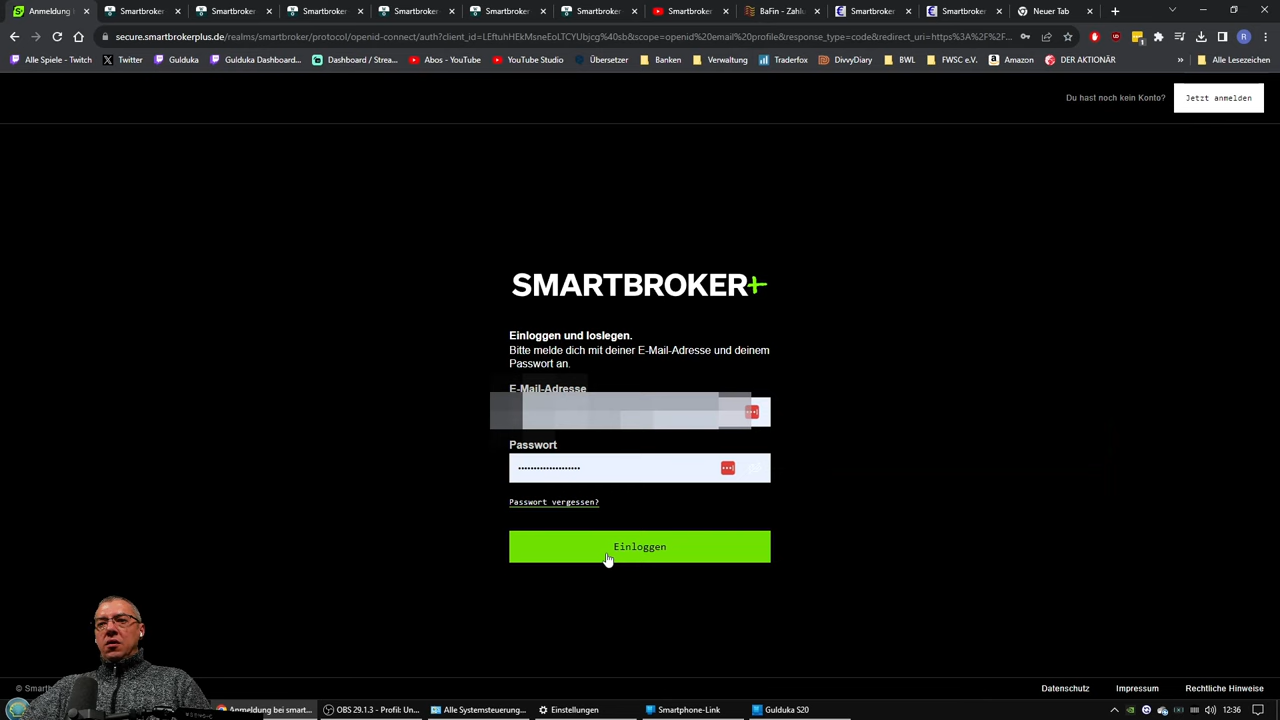 Anmeldung
Smartbroker
Smartbroker
Smartbroker
Smartbroker
Smartbroker
Smartbroker
Smartbroker
BaFin - Zahl
Smartbroker
Smartbroker
Neuer Tab
secure.smartbrokerplus.de/realms/smartbroker/protocol/openid-connect/auth?client_id=LEftuhHEkMsneEoLTCYUbjcg%40sb&scope=openid%20email%20profile&response_type=code&redirect_uri=https%3A%2F%2F...
Alle Spiele - Twitch
Twitter
Gulduka
Gulduka Dashboard...
Dashboard / Strea...
Abos - YouTube
YouTube Studio
Übersetzer
Banken
Verwaltung
Traderfox
DivvyDiary
BWL
FWSC e.V.
Amazon
DER AKTIONÄR
»
Alle Lesezeichen
Du hast noch kein Konto?
Jetzt anmelden
SMARTBROKER+
Einloggen und loslegen.
Bitte melde dich mit deiner E-Mail-Adresse und deinem
Passwort an.
E-Mail-Adresse
Passwort
Passwort vergessen?
Einloggen
Datenschutz
Impressum
Rechtliche Hinweise
Anmeldung bei smart...
OBS 29.1.3 - Profil: Un...
Alle Systemsteuerung...
Einstellungen
Smartphone-Link
Gulduka S20
12:36